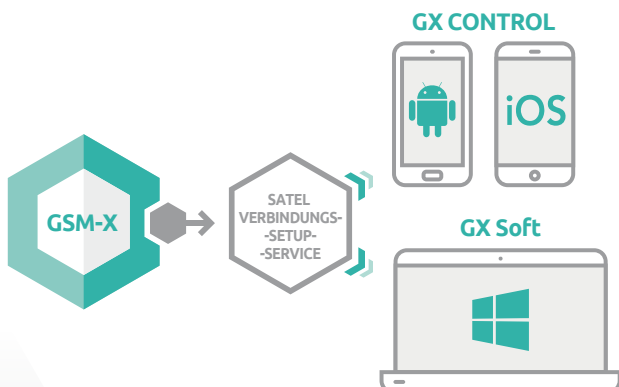 GX CONTROL
iOS
GSM-X
SATEL
VERBINDUNGS-
-SETUP-
-SERVICE
GX Soft